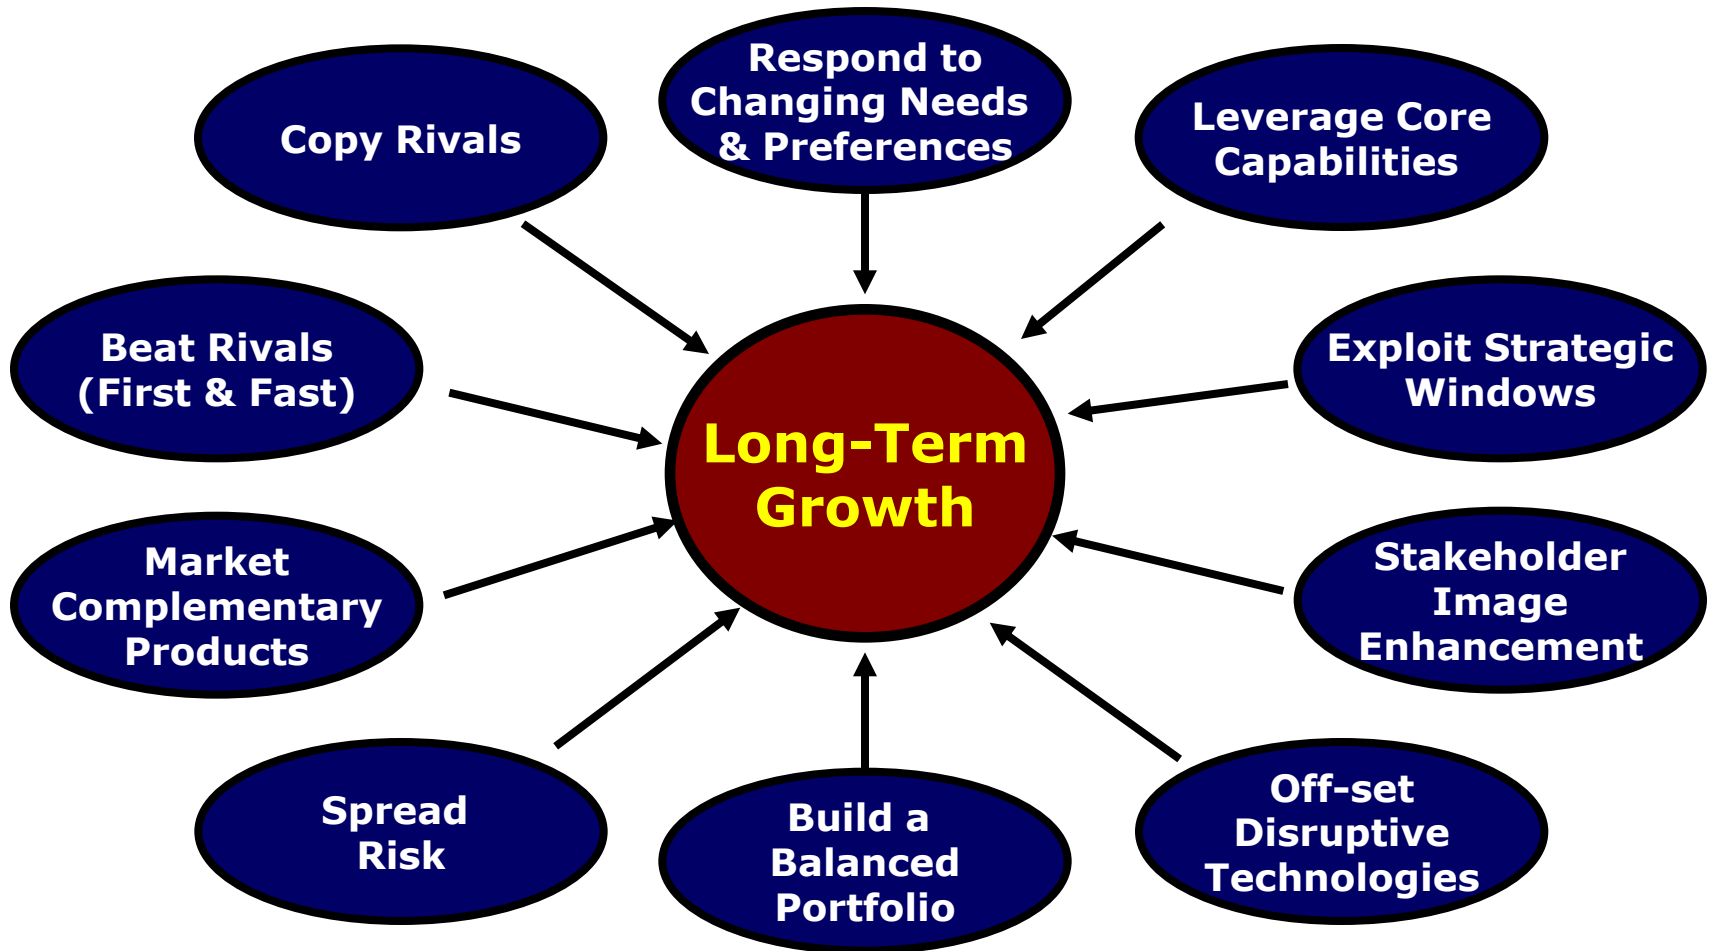 Respond to
Changing Needs
& Preferences
Copy Rivals
Leverage Core
Capabilities
Beat Rivals
(First & Fast)
Exploit Strategic
Windows
Long-Term
Growth
Market
Complementary
Products
Stakeholder
Image
Enhancement
Spread
Risk
Build a
Balanced
Portfolio
Off-set
Disruptive
Technologies